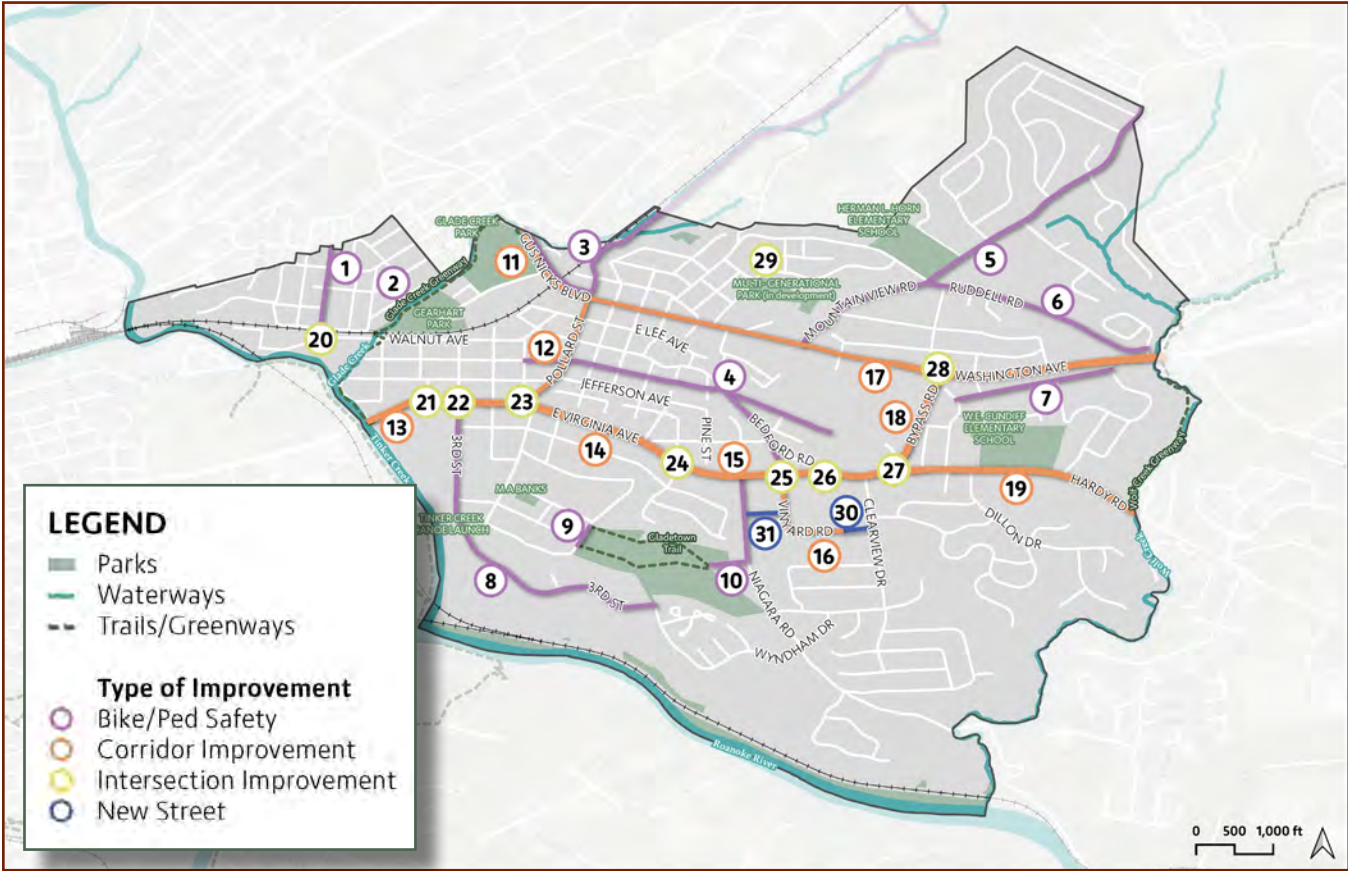 HERMAN L. HORN
ELEMENTARY
SCHOOL
GLADE CREEK
PARK
GUS NICKS BLVD
11
3
29
5
1
2
Glade Creek Greenway
MULTI-GENERATIONAL
PARK (in development)
MOUNTAIN VIEW RD
RUDDELL RD
6
GEARHART
PARK
20
WALNUT AVE
Glade Creek
12
POLLARD ST
E LEE AVE
4
17
28
WASHINGTON AVE
JEFFERSON AVE
7
13
21
22
23
E VIRGINIA AVE
14
PINE ST
BEDFORD RD
18
BYPASS RD
W.E. CUNDIFF
ELEMENTARY
SCHOOL
Wolf Creek Greenway
Tinker Creek
3RD ST
24
15
25
26
27
19
HARDY RD
M A BANKS
9
Gladetown
Trail
31
30
16
CLEARVIEW DR
DILLON DR
Wolf Creek
TINKER CREEK
8
3RD ST
10
NIAGARA RD
WYNDHAM DR
Roanoke River
LEGEND
Parks
Waterways
Trails/Greenways
Type of Improvement
Bike/Ped Safety
Corridor Improvement
Intersection Improvement
New Street
0 500 1,000 ft